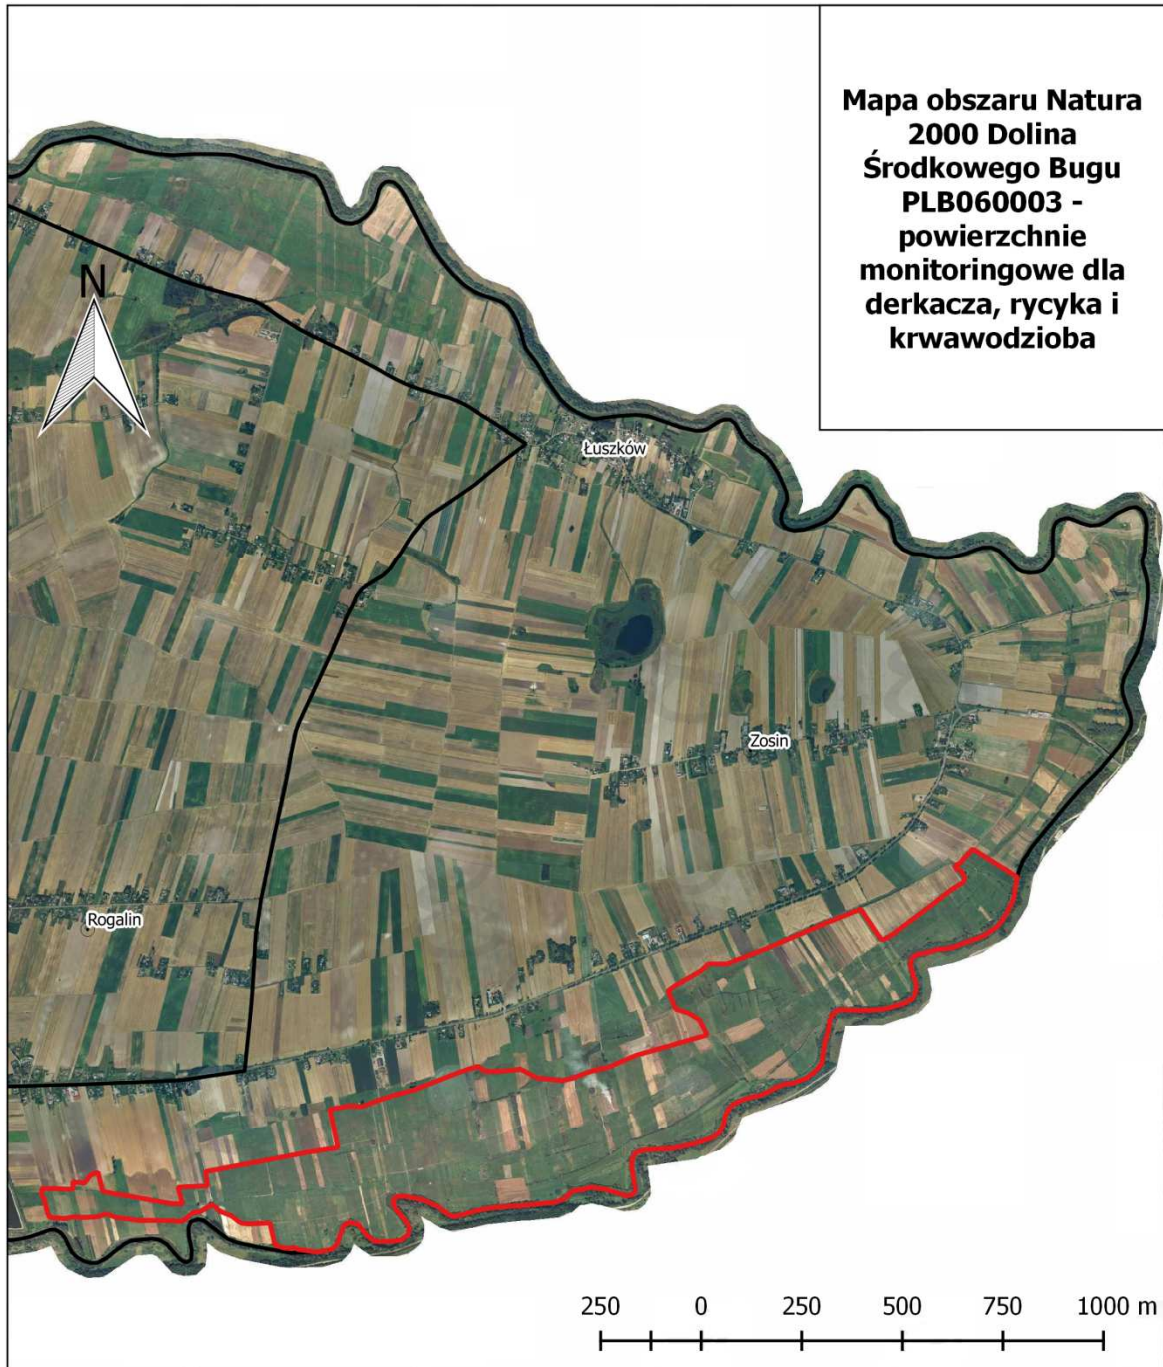 Mapa obszaru Natura
2000 Dolina
Środkowego Bugu
PLB060003 -
powierzchnie
monitoringowe dla
derkacza, rycyka i
krwawodzioba
N
Łuszków
Zosin
Rogalin
250 0 250 500 750 1000 m